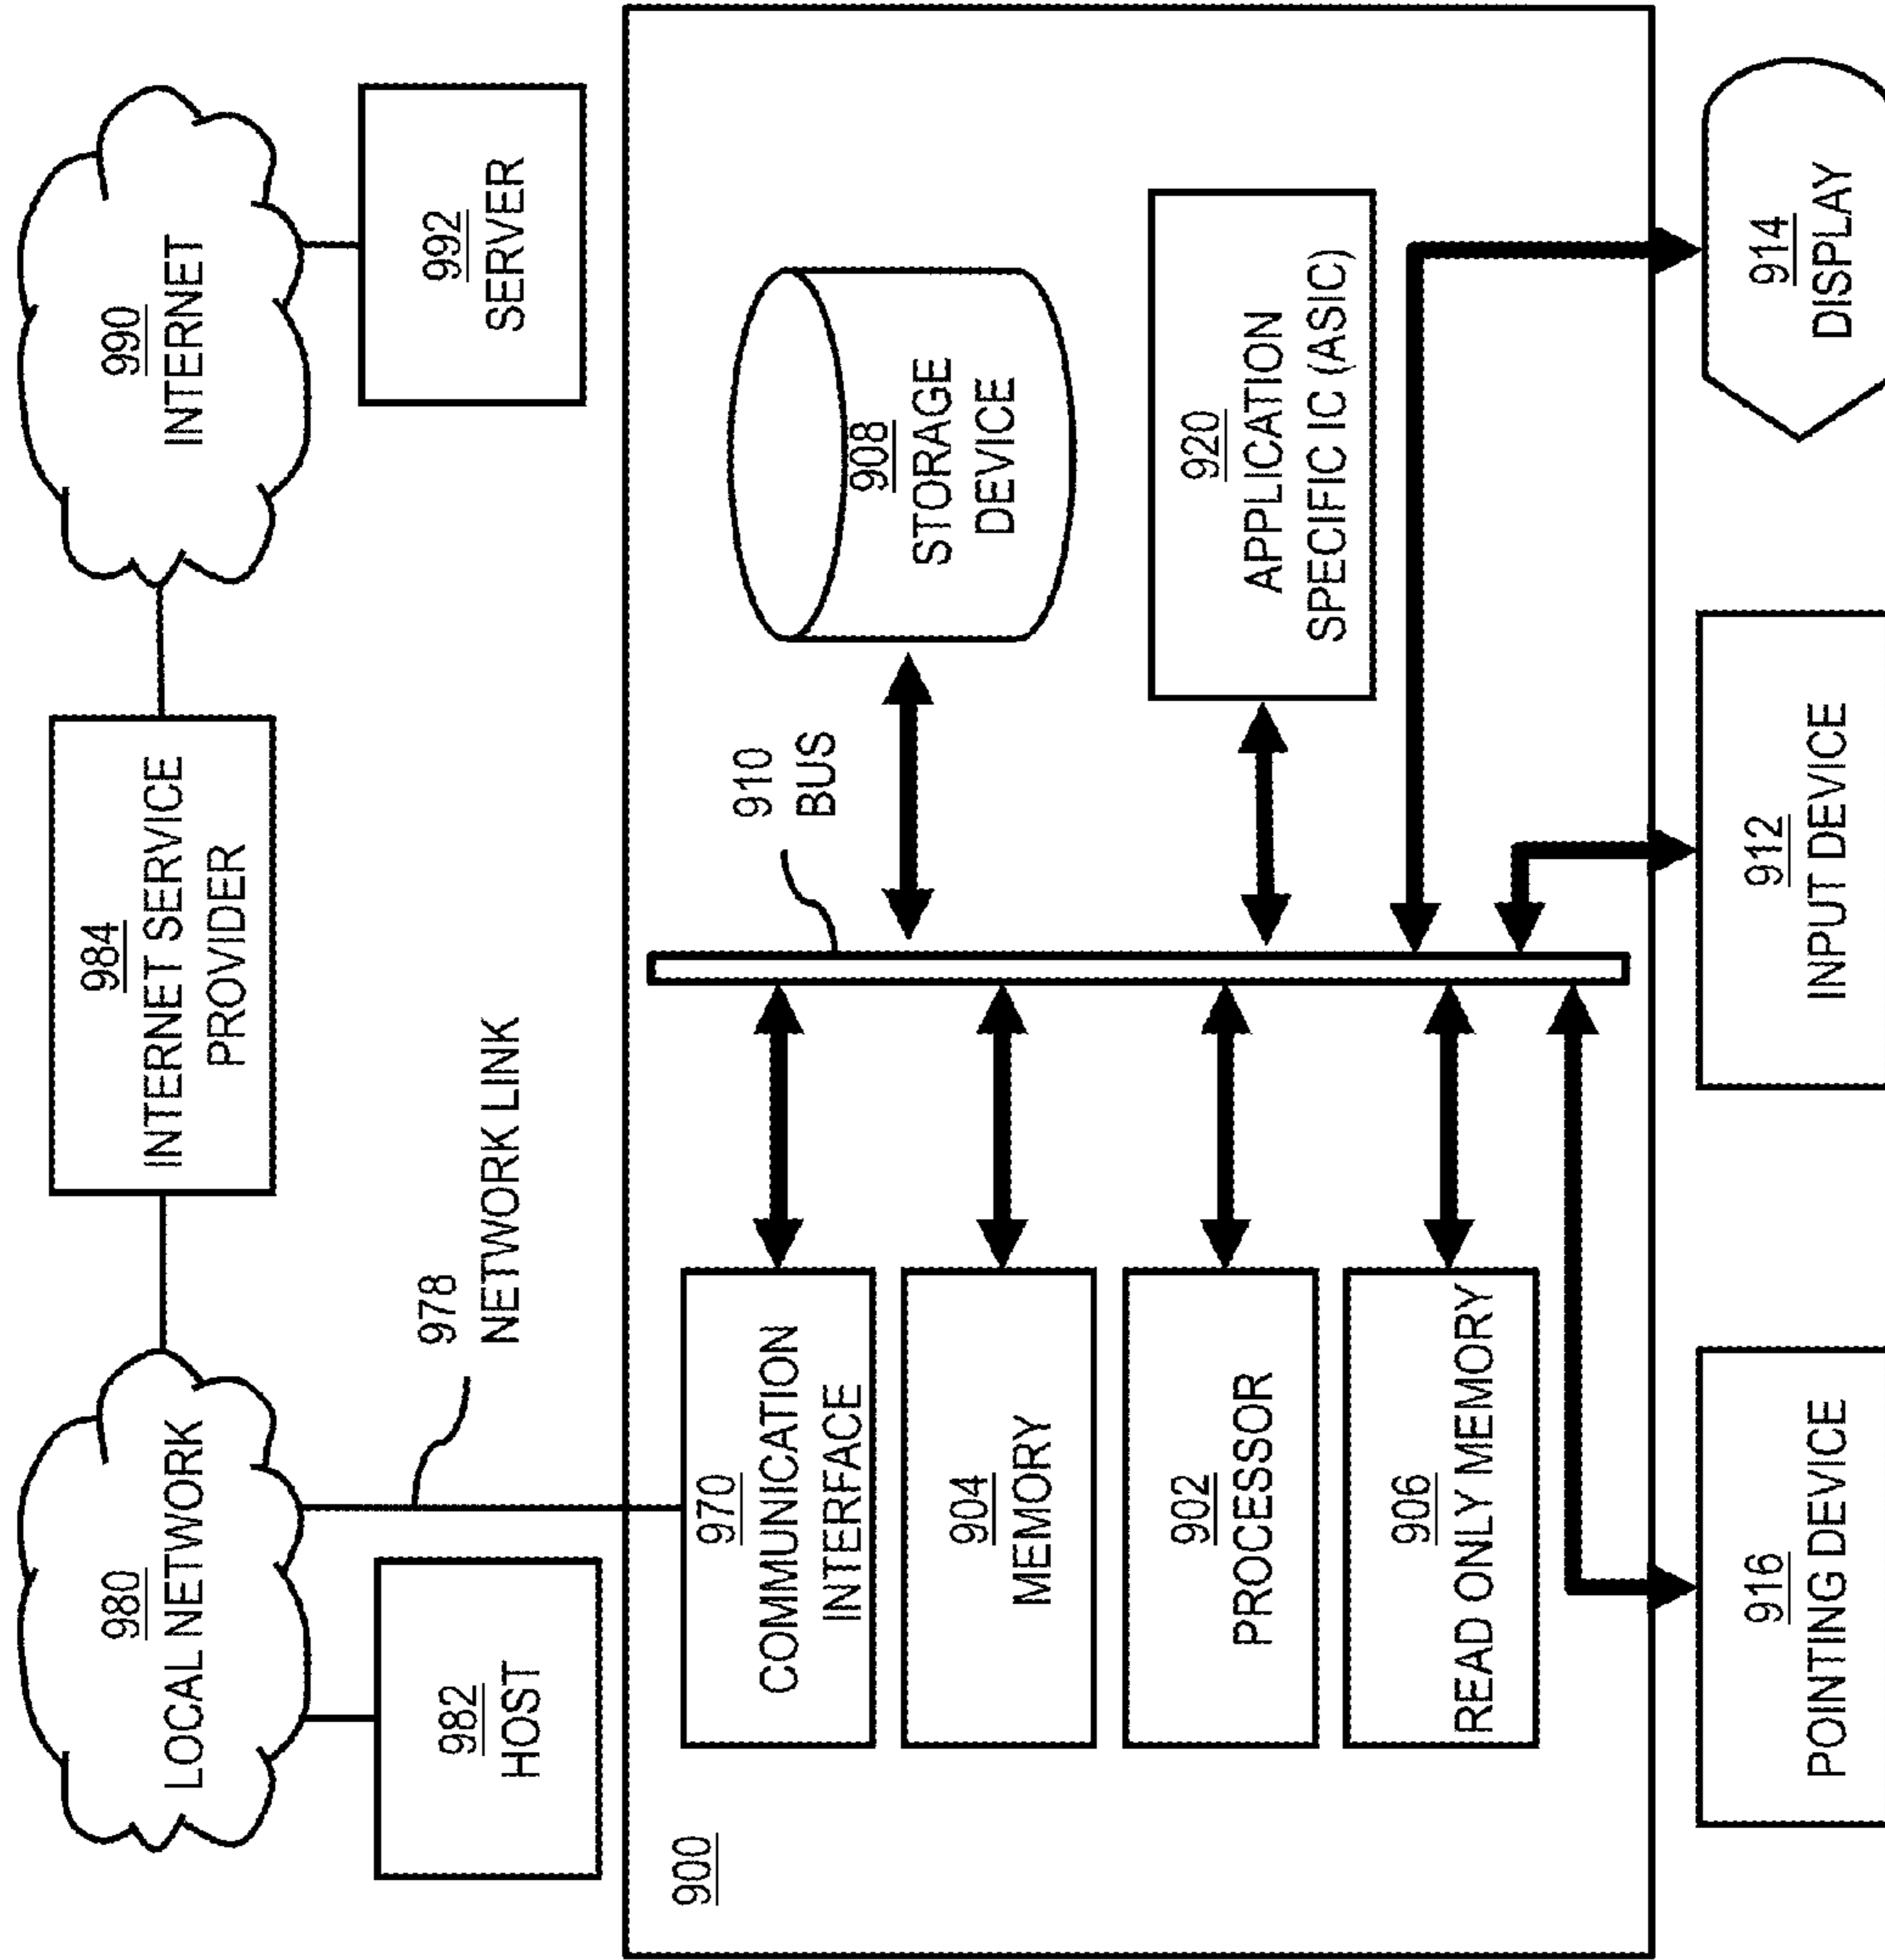 980
LOCAL NETWORK
984
INTERNET SERVICE
PROVIDER
990
INTERNET
982
HOST
978
NETWORK LINK
992
SERVER
900
970
COMMUNICATION
INTERFACE
904
MEMORY
902
PROCESSOR
906
READ ONLY MEMORY
910
BUS
908
STORAGE
DEVICE
920
APPLICATION
SPECIFIC IC (ASIC)
916
POINTING DEVICE
912
INPUT DEVICE
914
DISPLAY